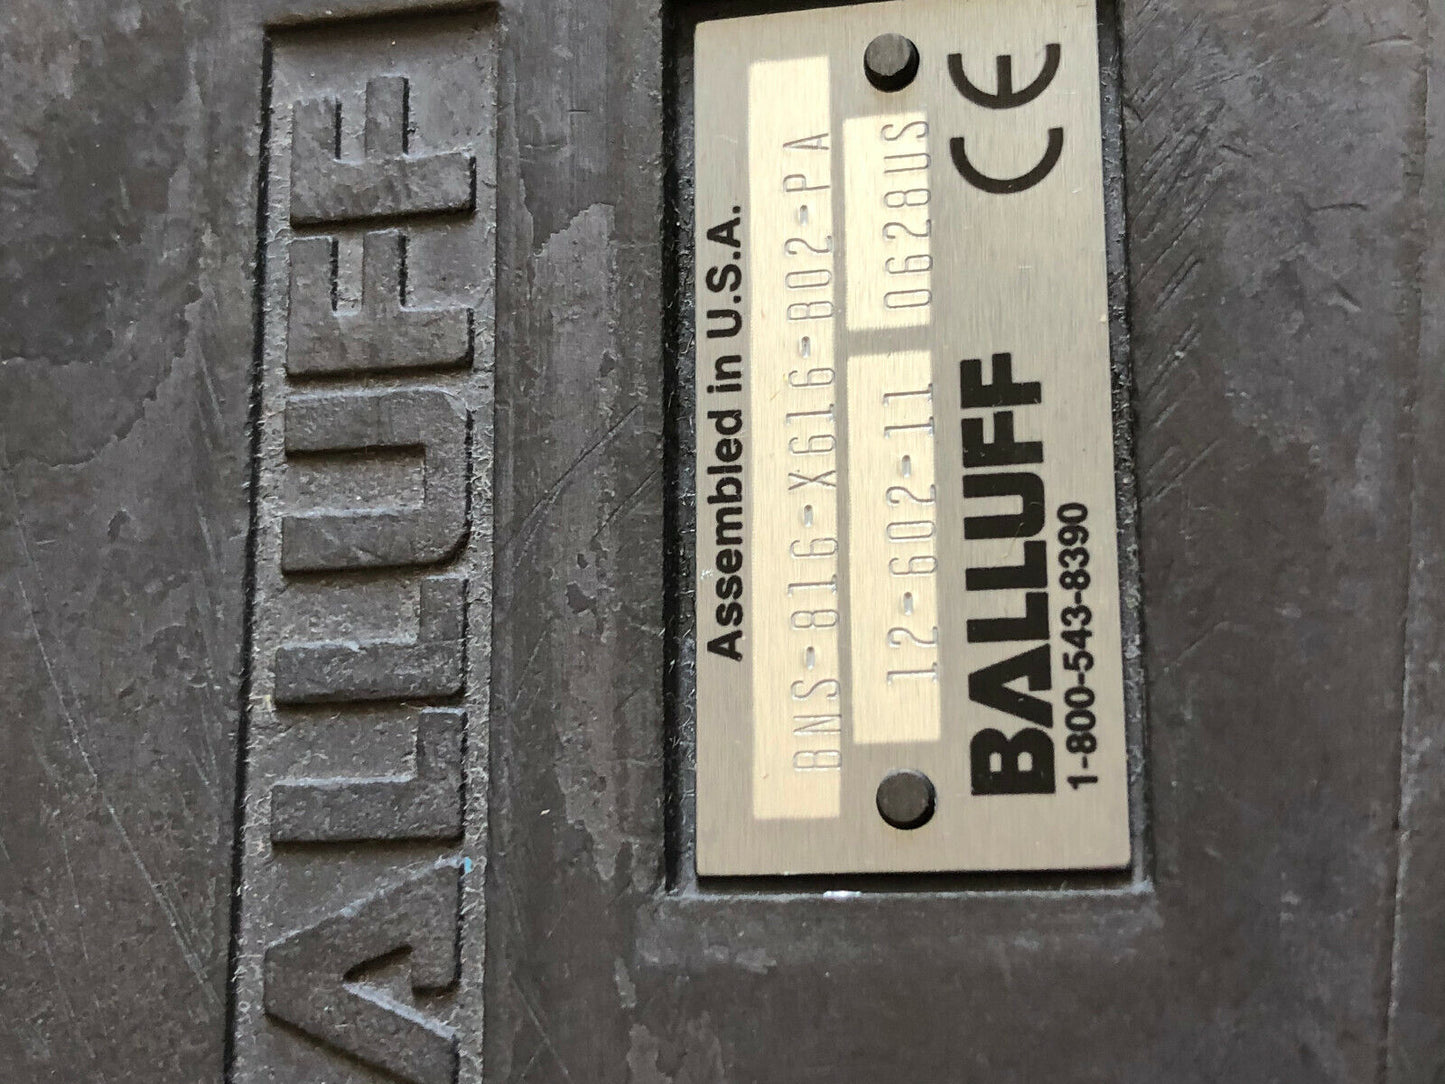 BALLUFF
Assembled in U.S.A.
BNS-816-X616-B02-PA
12-602-11 0628US
BALLUFF CE
1-800-543-8390